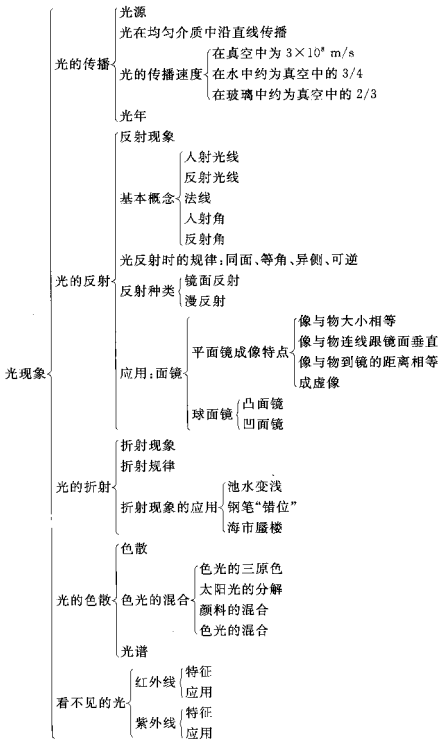 光源
光在均匀介质中沿直线传播
光的传播
光的传播速度
在真空中为 3×10⁸ m/s
在水中约为真空中的 3/4
在玻璃中约为真空中的 2/3
光年
反射现象
基本概念
人射光线
反射光线
法线
人射角
反射角
光的反射
光反射时的规律:同面、等角、异侧、可逆
反射种类
镜面反射
漫反射
应用:面镜
平面镜成像特点
像与物大小相等
像与物连线跟镜面垂直
像与物到镜的距离相等
成虚像
球面镜
凸面镜
凹面镜
光现象
光的折射
折射现象
折射规律
折射现象的应用
池水变浅
钢笔“错位”
海市蜃楼
光的色散
色散
色光的混合
色光的三原色
太阳光的分解
颜料的混合
色光的混合
光谱
看不见的光
红外线
特征
应用
紫外线
特征
应用